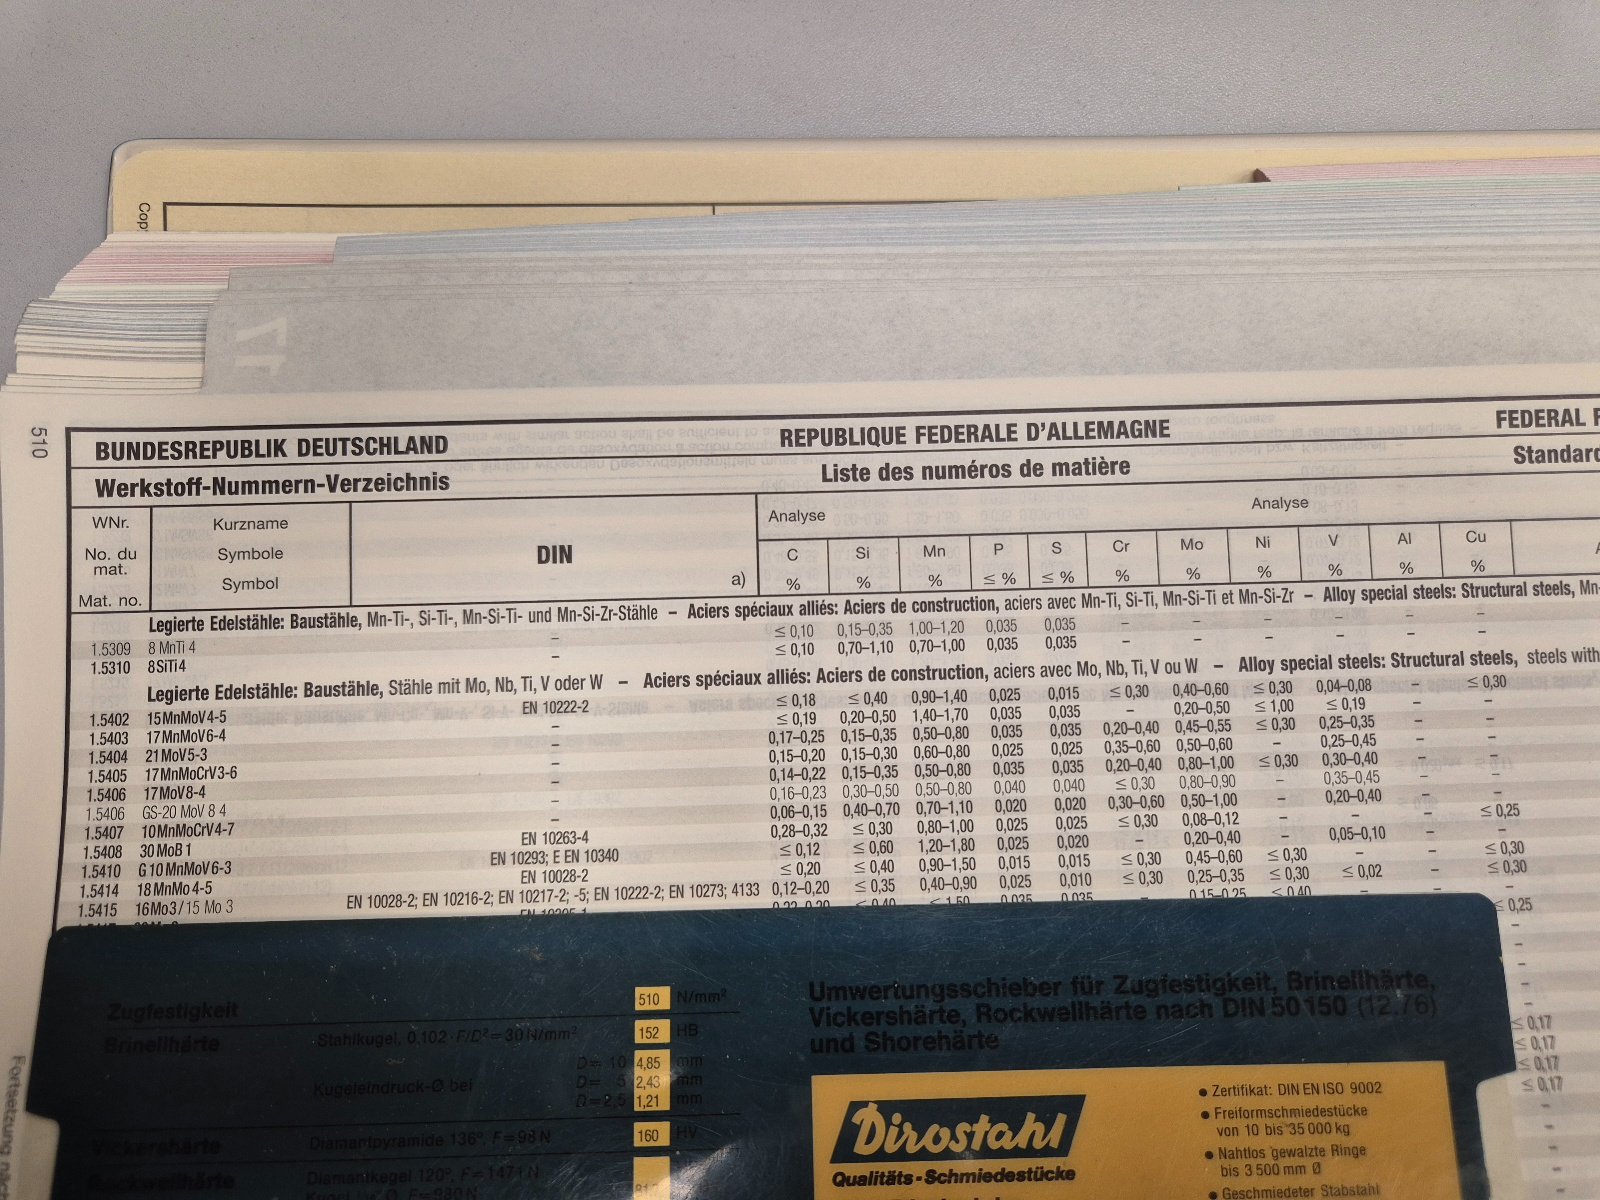 Cop
17
510
BUNDESREPUBLIK DEUTSCHLAND REPUBLIQUE FEDERALE D'ALLEMAGNE FEDERAL
Werkstoff-Nummern-Verzeichnis Liste des numéros de matière Standard
WNr. Kurzname DIN Analyse Analyse
No. du mat. Symbole
Mat. no. Symbol a)
C Si Mn P S Cr Mo Ni V Al Cu
% % % ≤ % ≤ % % % % % % %
Legierte Edelstähle: Baustähle, Mn-Ti-, Si-Ti-, Mn-Si-Ti- und Mn-Si-Zr-Stähle – Aciers spéciaux alliés: Aciers de construction, aciers avec Mn-Ti, Si-Ti, Mn-Si-Ti et Mn-Si-Zr – Alloy special steels: Structural steels, Mn-
1.5309 8 MnTi 4 – ≤ 0,10 0,15–0,35 1,00–1,20 0,035 0,035 – – – – – –
1.5310 8SiTi4 – ≤ 0,10 0,70–1,10 0,70–1,00 0,035 0,035 – – – – – –
Legierte Edelstähle: Baustähle, Stähle mit Mo, Nb, Ti, V oder W – Aciers spéciaux alliés: Aciers de construction, aciers avec Mo, Nb, Ti, V ou W – Alloy special steels: Structural steels, steels with
1.5402 15MnMoV4-5 EN 10222-2 ≤ 0,18 ≤ 0,40 0,90–1,40 0,025 0,015 ≤ 0,30 0,40–0,60 ≤ 0,30 0,04–0,08 – ≤ 0,30
1.5403 17MnMoV6-4 – ≤ 0,19 0,20–0,50 1,40–1,70 0,035 0,035 – 0,20–0,50 ≤ 1,00 ≤ 0,19 – –
1.5404 21MoV5-3 – 0,17–0,25 0,15–0,35 0,50–0,80 0,035 0,035 0,20–0,40 0,45–0,55 ≤ 0,30 0,25–0,35 – –
1.5405 17MnMoCrV3-6 – 0,15–0,20 0,15–0,30 0,60–0,80 0,025 0,025 0,35–0,60 0,50–0,60 – 0,25–0,45 – –
1.5406 17MoV8-4 – 0,14–0,22 0,15–0,35 0,50–0,80 0,035 0,035 0,20–0,40 0,80–1,00 ≤ 0,30 0,30–0,40 – –
1.5406 GS-20 MoV 8 4 – 0,16–0,23 0,30–0,50 0,50–0,80 0,040 0,040 ≤ 0,30 0,80–0,90 – 0,35–0,45 – –
1.5407 10MnMoCrV4-7 – 0,06–0,15 0,40–0,70 0,70–1,10 0,020 0,020 0,30–0,60 0,50–1,00 – 0,20–0,40 – –
1.5408 30MoB1 EN 10263-4 0,28–0,32 ≤ 0,30 0,80–1,00 0,025 0,025 ≤ 0,30 0,08–0,12 – – – ≤ 0,25
1.5410 G10MnMoV6-3 EN 10293; E EN 10340 ≤ 0,12 ≤ 0,60 1,20–1,80 0,025 0,020 – 0,20–0,40 – 0,05–0,10 – –
1.5414 18MnMo4-5 EN 10028-2 ≤ 0,20 ≤ 0,40 0,90–1,50 0,015 0,015 ≤ 0,30 0,45–0,60 ≤ 0,30 – – ≤ 0,30
1.5415 16Mo3/15 Mo 3 EN 10028-2; EN 10216-2; EN 10217-2; -5; EN 10222-2; EN 10273; 4133 0,12–0,20 ≤ 0,35 0,40–0,90 0,025 0,010 ≤ 0,30 0,25–0,35 ≤ 0,30 ≤ 0,02 – ≤ 0,30
≤ 0,40 ≤ 1,50 0,035 0,035 – 0,15–0,25 ≤ 0,40 –
≤ 0,25
–
–
–
–
–
≤ 0,17
≤ 0,17
≤ 0,17
≤ 0,17
Zugfestigkeit 510 N/mm²
Brinellhärte Stahlkugel, 0,102·F/D²=30N/mm² 152 HB
Kugeleindruck-Ø bei D= 10 4,85 mm
D= 5 2,43 mm
D=2,5 1,21 mm
Vickershärte Diamantpyramide 136°, F=98N 160 HV
Rockwellhärte Diamantkegel 120°, F=1471N
F=980N
Umwertungsschieber für Zugfestigkeit, Brinellhärte,
Vickershärte, Rockwellhärte nach DIN 50150 (12.76)
und Shorehärte
Dirostahl
Qualitäts-Schmiedestücke
• Zertifikat: DIN EN ISO 9002
• Freiformschmiedestücke
von 10 bis 35000kg
• Nahtlos gewalzte Ringe
bis 3500mm Ø
• Geschmiedeter Stabstahl
Fortsetzung